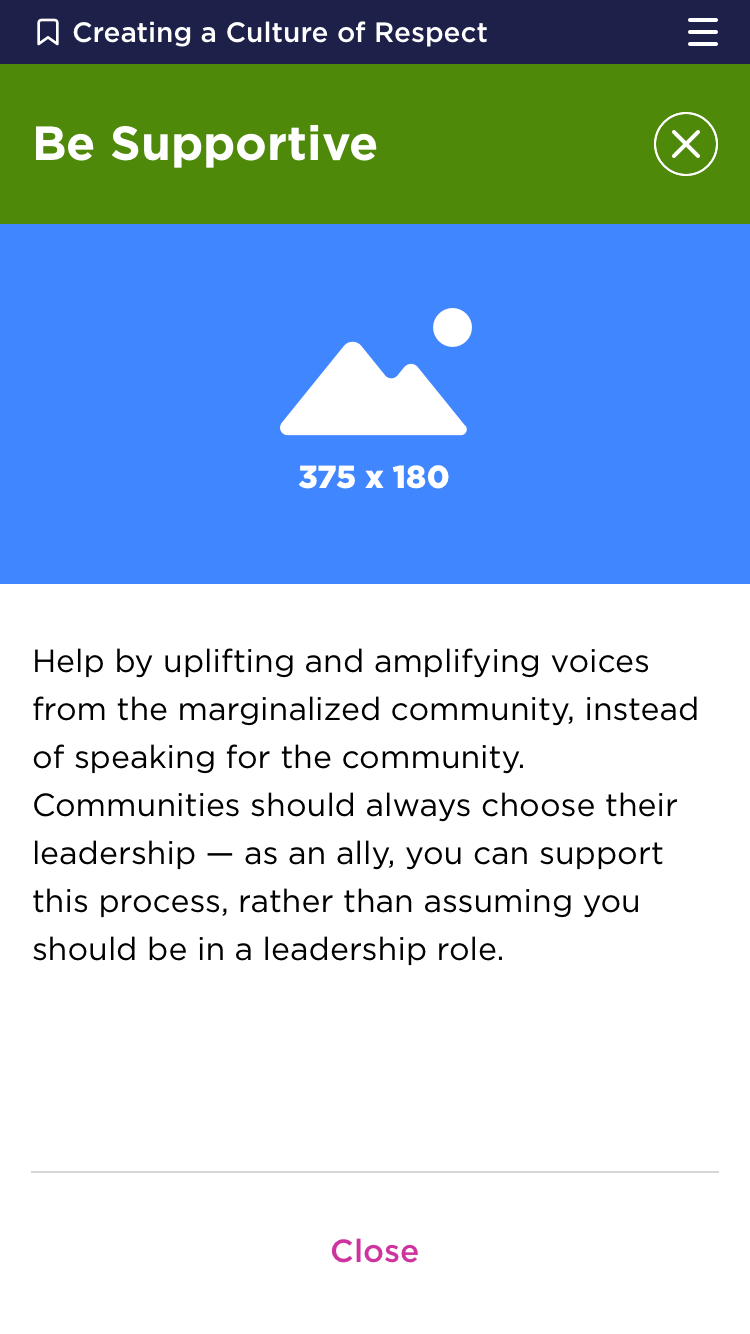 Creating a Culture of Respect
Be Supportive
375 x 180
Help by uplifting and amplifying voices
from the marginalized community, instead
of speaking for the community.
Communities should always choose their
leadership — as an ally, you can support
this process, rather than assuming you
should be in a leadership role.
Close